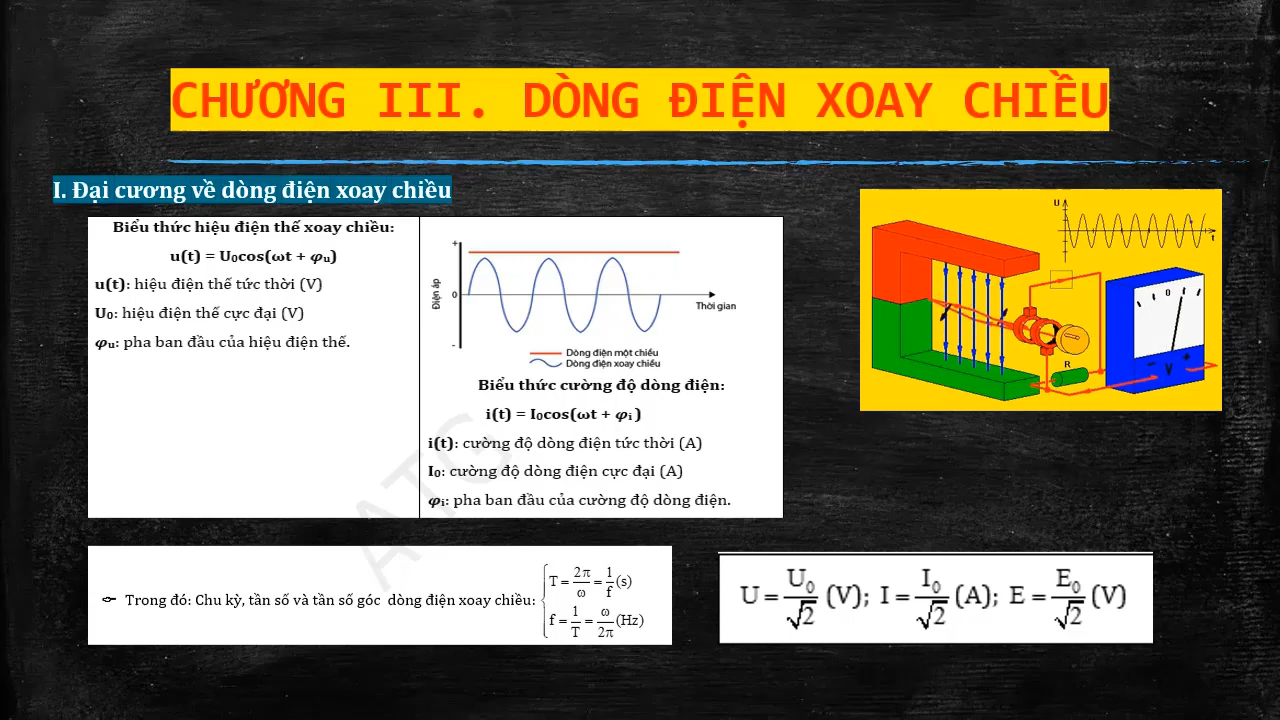 CHƯƠNG III. DÒNG ĐIỆN XOAY CHIỀU
I. Đại cương về dòng điện xoay chiều
Biểu thức hiệu điện thế xoay chiều:
u(t) = U₀cos(ωt + φᵤ)
u(t): hiệu điện thế tức thời (V)
U₀: hiệu điện thế cực đại (V)
φᵤ: pha ban đầu của hiệu điện thế.
+
Điện áp
0
-
Thời gian
Dòng điện một chiều
Dòng điện xoay chiều
Biểu thức cường độ dòng điện:
i(t) = I₀cos(ωt + φᵢ)
i(t): cường độ dòng điện tức thời (A)
I₀: cường độ dòng điện cực đại (A)
φᵢ: pha ban đầu của cường độ dòng điện.
ATG
U
t
0
R
V
- +
Trong đó: Chu kỳ, tần số và tần số góc dòng điện xoay chiều:
T = 2π/ω = 1/f (s)
f = 1/T = ω/2π (Hz)
U = U₀/√2 (V); I = I₀/√2 (A); E = E₀/√2 (V)